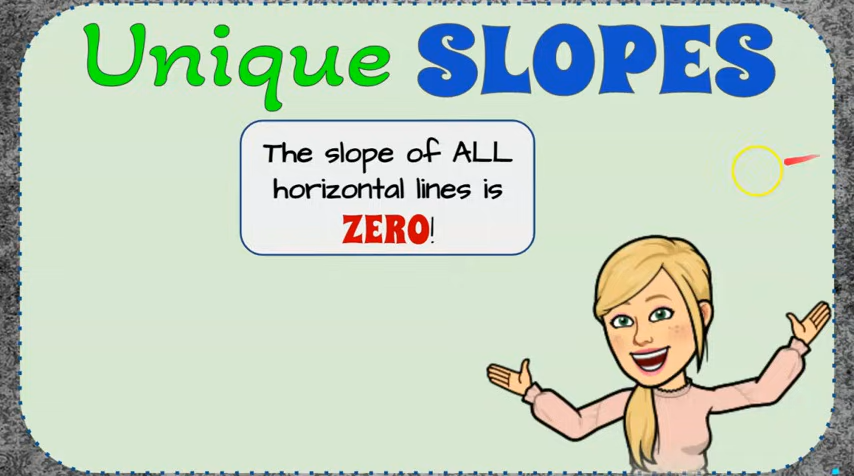 Unique SLOPES
The slope of ALL
horizontal lines is
ZERO!